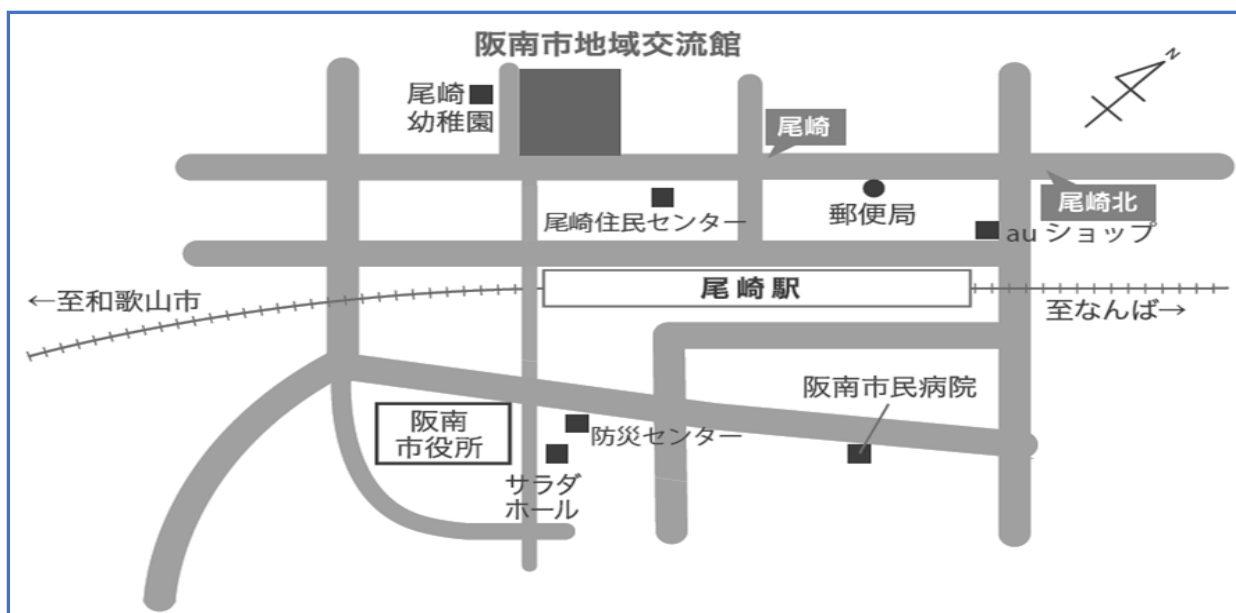 阪南市地域交流館
N
尾崎
幼稚園
尾崎
尾崎住民センター
郵便局
尾崎北
auショップ
尾崎駅
←至和歌山市
至なんば→
阪南市民病院
阪南
市役所
防災センター
サラダ
ホール